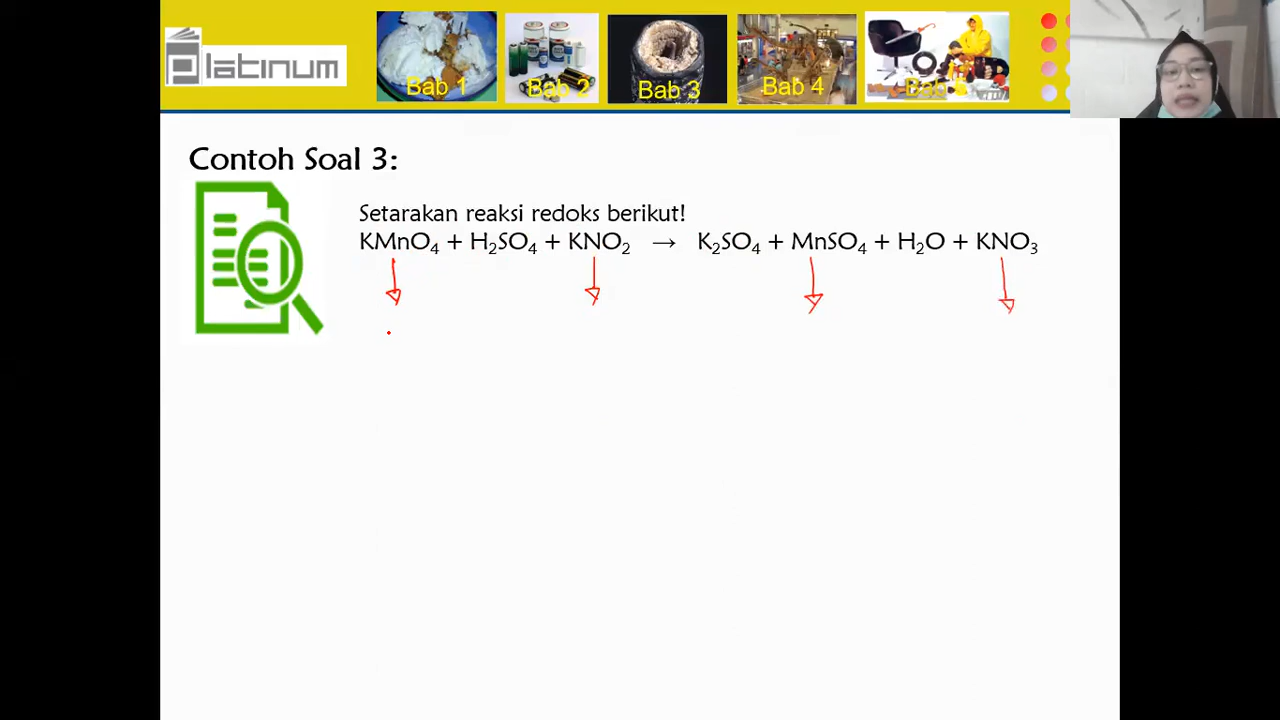 Platinum
Bab 1
Bab 2
Bab 3
Bab 4
Bab 5
Contoh Soal 3:
Setarakan reaksi redoks berikut!
KMnO₄ + H₂SO₄ + KNO₂ → K₂SO₄ + MnSO₄ + H₂O + KNO₃